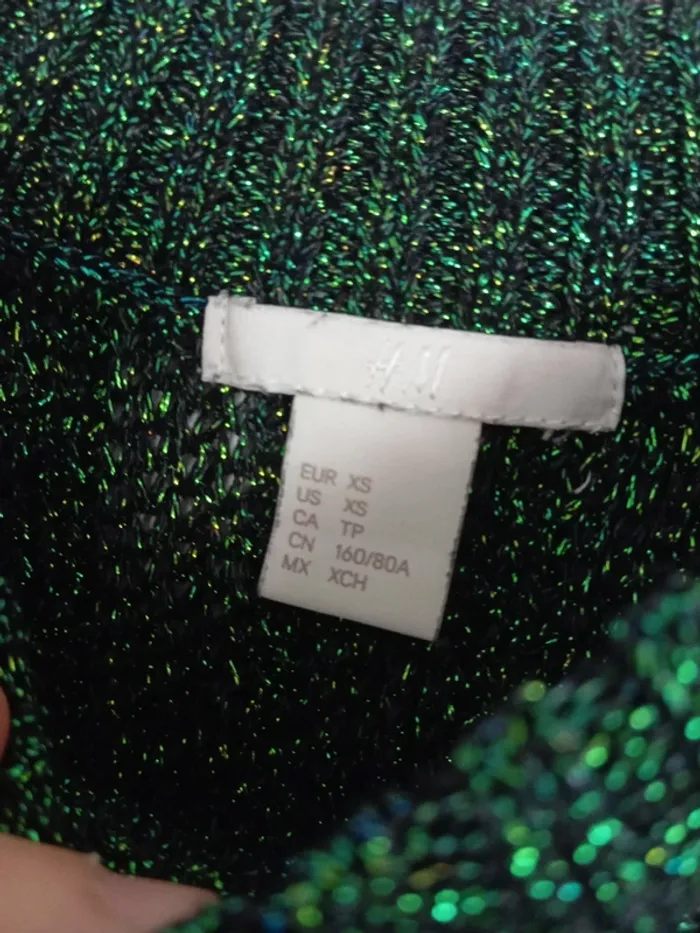 H&M
EUR XS
US XS
CA TP
CN 160/80A
MX XCH